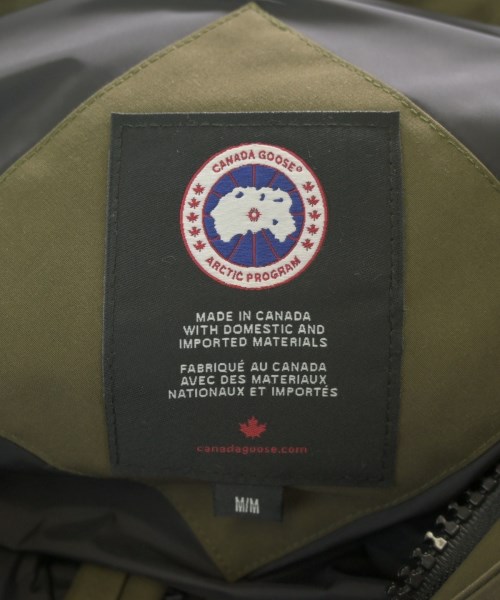 CANADA GOOSE®
ARCTIC PROGRAM
MADE IN CANADA
WITH DOMESTIC AND
IMPORTED MATERIALS
FABRIQUÉ AU CANADA
AVEC DES MATERIAUX
NATIONAUX ET IMPORTÉS
canadagoose.com
M/M